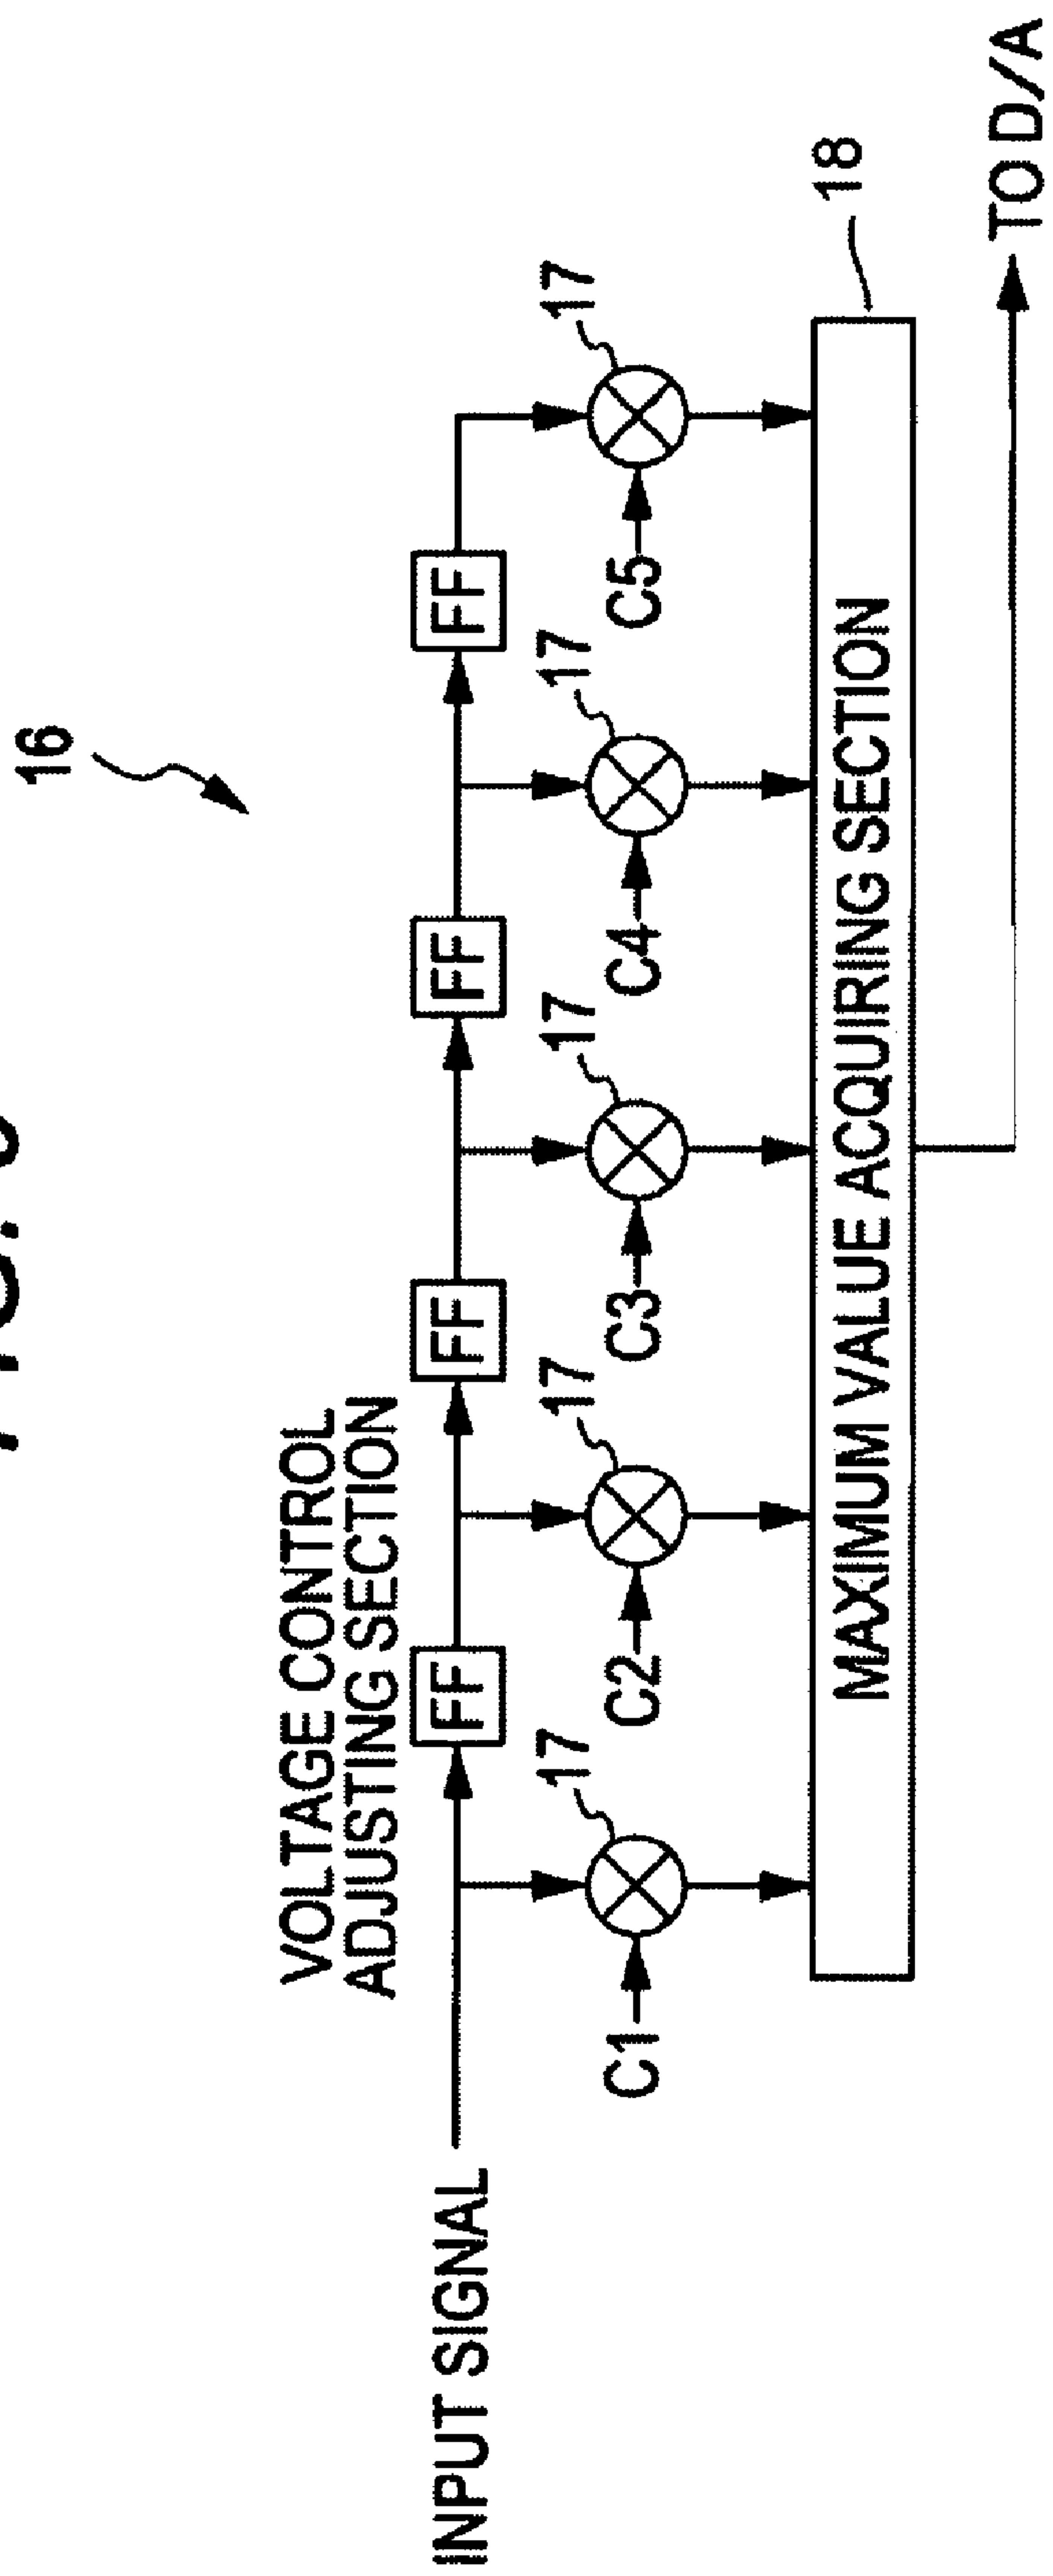 16
VOLTAGE CONTROL
ADJUSTING SECTION
INPUT SIGNAL
FF
FF
FF
FF
17
17
17
17
17
C1
C2
C3
C4
C5
18
MAXIMUM VALUE ACQUIRING SECTION
TO D/A